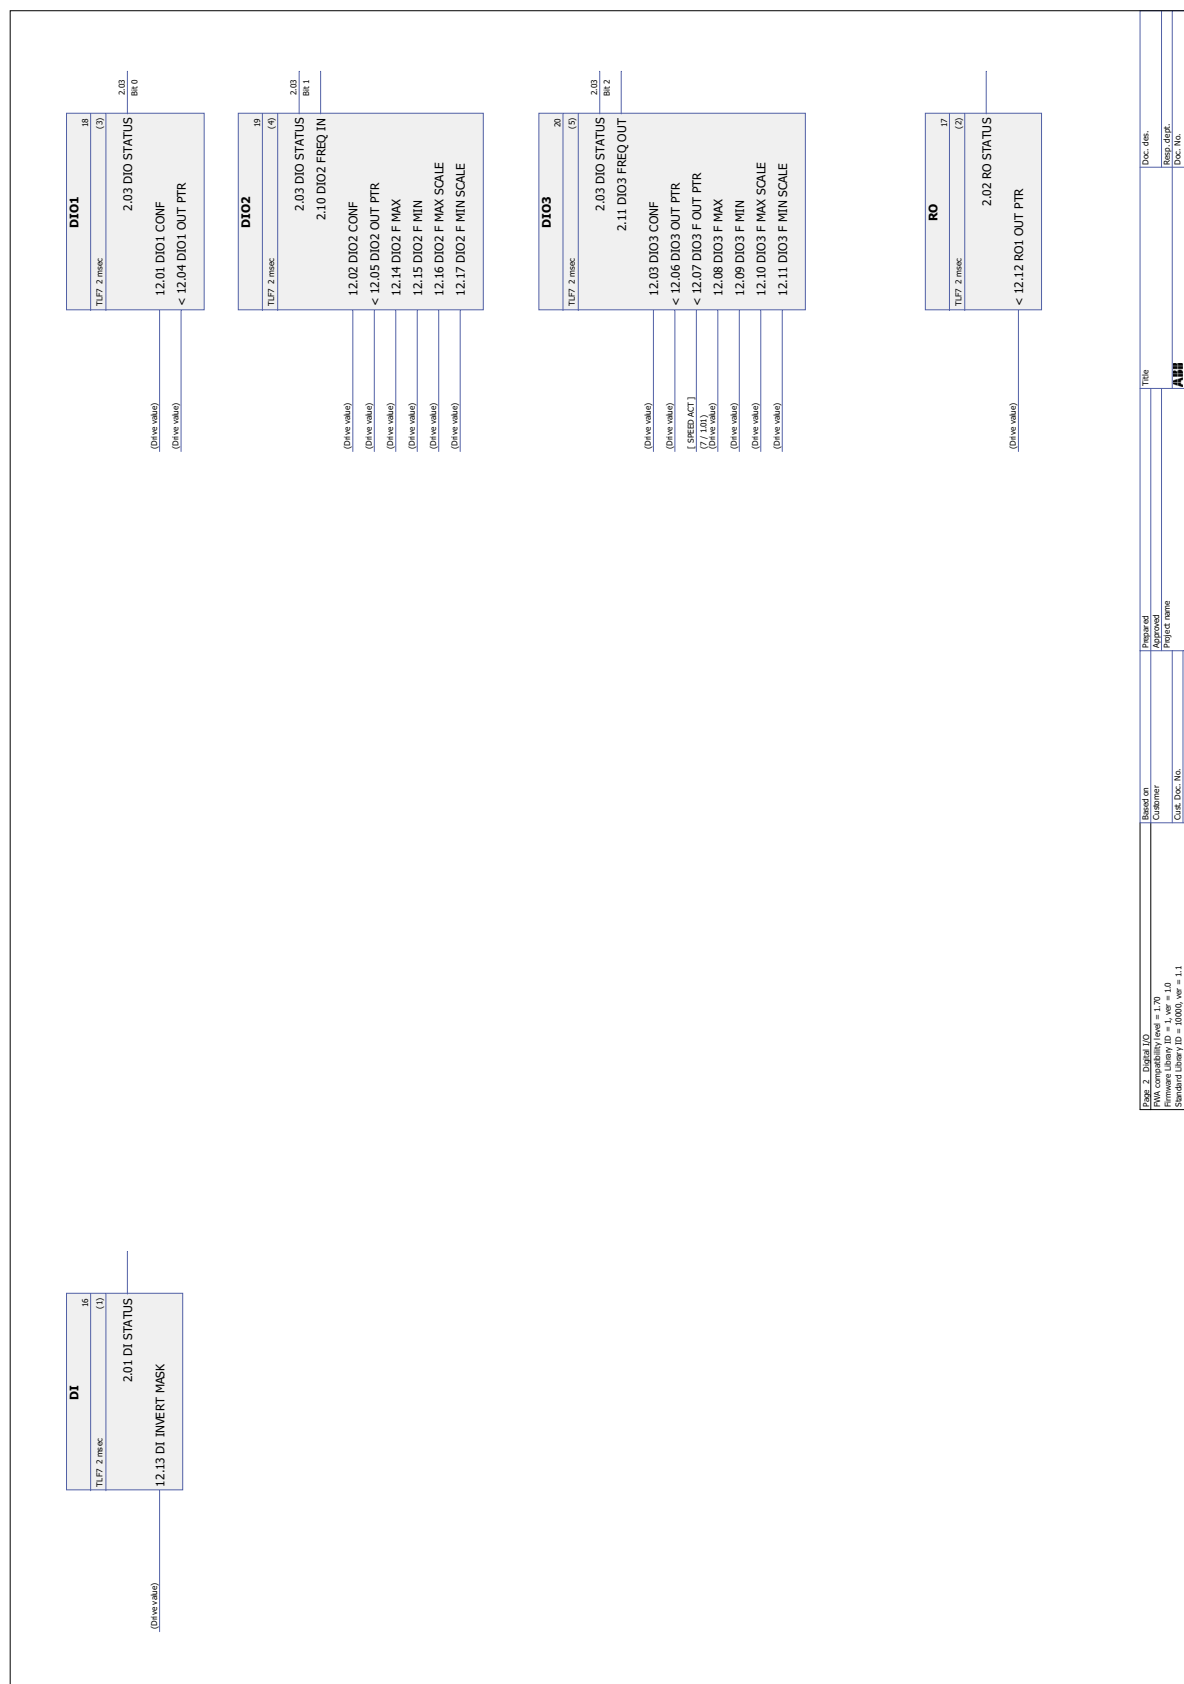 DI
16
TLF7 2 msec
(1)
2.01 DI STATUS
12.13 DI INVERT MASK
(Drive value)
DIO1
18
TLF7 2 msec
(3)
2.03 DIO STATUS
2.03
Bit 0
12.01 DIO1 CONF
(Drive value)
< 12.04 DIO1 OUT PTR
(Drive value)
DIO2
19
TLF7 2 msec
(4)
2.03 DIO STATUS
2.03
Bit 1
2.10 DIO2 FREQ IN
12.02 DIO2 CONF
(Drive value)
< 12.05 DIO2 OUT PTR
(Drive value)
12.14 DIO2 F MAX
(Drive value)
12.15 DIO2 F MIN
(Drive value)
12.16 DIO2 F MAX SCALE
(Drive value)
12.17 DIO2 F MIN SCALE
(Drive value)
DIO3
20
TLF7 2 msec
(5)
2.03 DIO STATUS
2.03
Bit 2
2.11 DIO3 FREQ OUT
12.03 DIO3 CONF
(Drive value)
< 12.06 DIO3 OUT PTR
(Drive value)
< 12.07 DIO3 F OUT PTR
[ SPEED ACT ]
(7 / 1.01)
12.08 DIO3 F MAX
(Drive value)
12.09 DIO3 F MIN
(Drive value)
12.10 DIO3 F MAX SCALE
(Drive value)
12.11 DIO3 F MIN SCALE
(Drive value)
RO
17
TLF7 2 msec
(2)
2.02 RO STATUS
< 12.12 RO1 OUT PTR
(Drive value)
Page 2 Digital I/O
FWA compatibility level = 1.70
Firmware Library ID = 1, ver = 1.0
Standard Library ID = 10000, ver = 1.1
Based on
Customer
Cust. Doc. No.
Prepared
Approved
Project name
Title
ABB
Doc. des.
Resp. dept.
Doc. No.